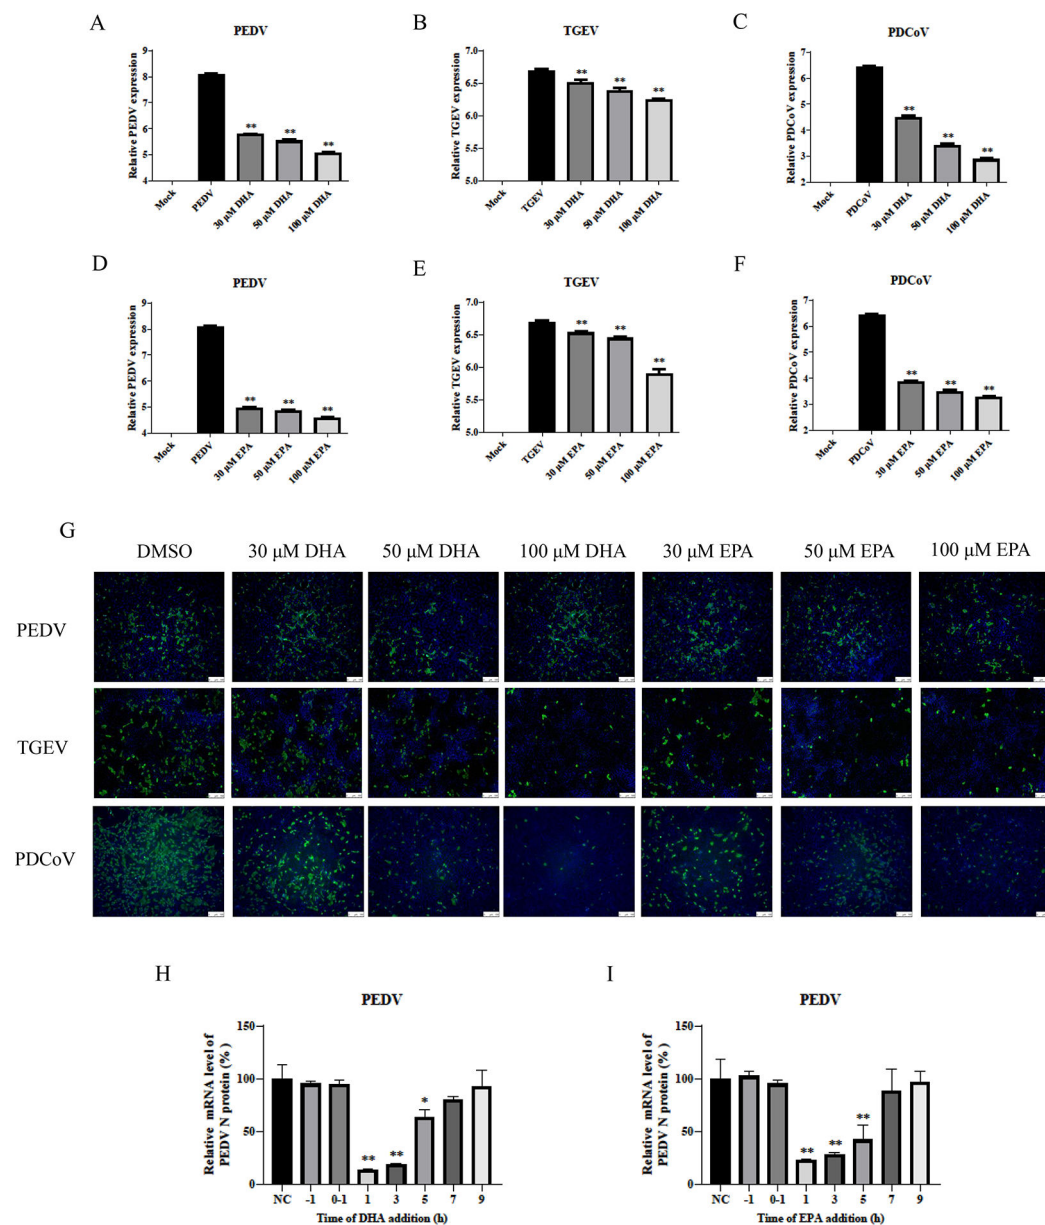 A
PEDV
Relative PEDV expression
9
8
7
6
5
4
Mock
PEDV
30 μM DHA
50 μM DHA
100 μM DHA
**
**
**
B
TGEV
Relative TGEV expression
7.0
6.5
6.0
5.5
5.0
Mock
TGEV
30 μM DHA
50 μM DHA
100 μM DHA
**
**
**
C
PDCoV
Relative PDCoV expression
7
6
5
4
3
2
Mock
PDCoV
30 μM DHA
50 μM DHA
100 μM DHA
**
**
**
D
PEDV
Relative PEDV expression
9
8
7
6
5
4
Mock
PEDV
30 μM EPA
50 μM EPA
100 μM EPA
**
**
**
E
TGEV
Relative TGEV expression
7.0
6.5
6.0
5.5
5.0
Mock
TGEV
30 μM EPA
50 μM EPA
100 μM EPA
**
**
**
F
PDCoV
Relative PDCoV expression
7
6
5
4
3
2
Mock
PDCoV
30 μM EPA
50 μM EPA
100 μM EPA
**
**
**
G
DMSO 30 μM DHA 50 μM DHA 100 μM DHA 30 μM EPA 50 μM EPA 100 μM EPA
PEDV
TGEV
PDCoV
H
PEDV
Relative mRNA level of
PEDV N protein (%)
150
100
50
0
** ** *
NC -1 0-1 1 3 5 7 9
Time of DHA addition (h)
I
PEDV
Relative mRNA level of
PEDV N protein (%)
150
100
50
0
** ** **
NC -1 0-1 1 3 5 7 9
Time of EPA addition (h)